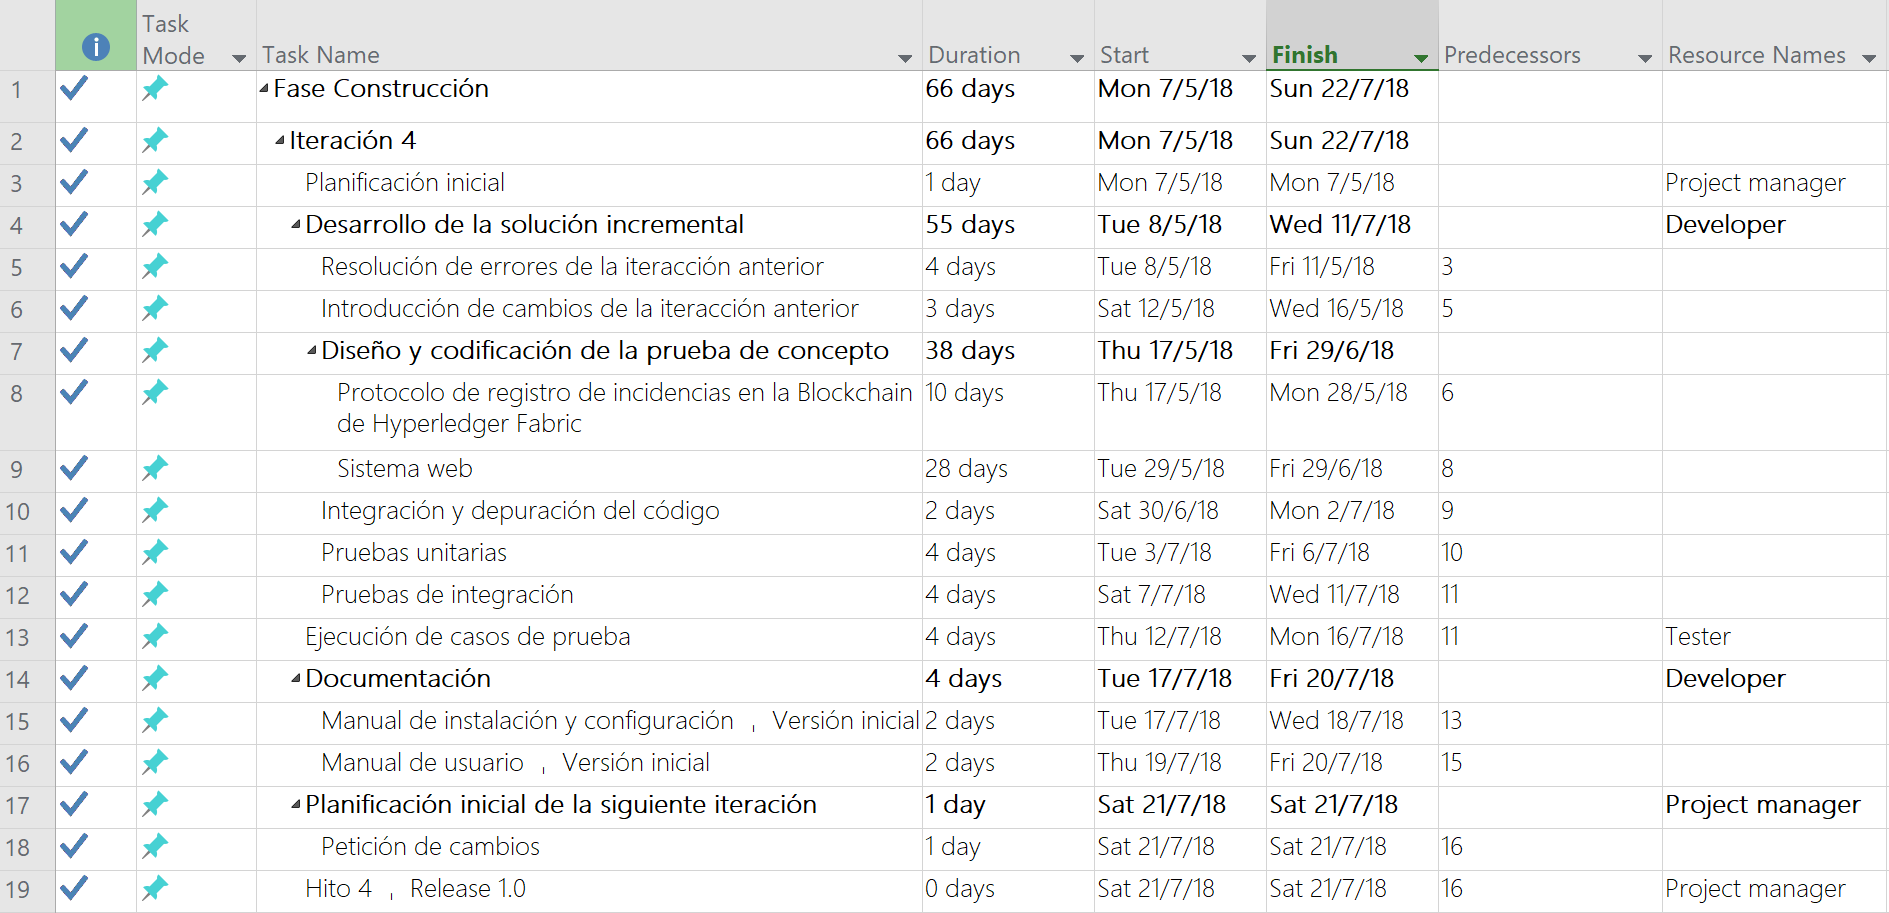 Task Mode Task Name Duration Start Finish Predecessors Resource Names
1 Fase Construcción 66 days Mon 7/5/18 Sun 22/7/18
2 Iteración 4 66 days Mon 7/5/18 Sun 22/7/18
3 Planificación inicial 1 day Mon 7/5/18 Mon 7/5/18 Project manager
4 Desarrollo de la solución incremental 55 days Tue 8/5/18 Wed 11/7/18 Developer
5 Resolución de errores de la iteracción anterior 4 days Tue 8/5/18 Fri 11/5/18 3
6 Introducción de cambios de la iteracción anterior 3 days Sat 12/5/18 Wed 16/5/18 5
7 Diseño y codificación de la prueba de concepto 38 days Thu 17/5/18 Fri 29/6/18
8 Protocolo de registro de incidencias en la Blockchain 10 days Thu 17/5/18 Mon 28/5/18 6
de Hyperledger Fabric
9 Sistema web 28 days Tue 29/5/18 Fri 29/6/18 8
10 Integración y depuración del código 2 days Sat 30/6/18 Mon 2/7/18 9
11 Pruebas unitarias 4 days Tue 3/7/18 Fri 6/7/18 10
12 Pruebas de integración 4 days Sat 7/7/18 Wed 11/7/18 11
13 Ejecución de casos de prueba 4 days Thu 12/7/18 Mon 16/7/18 11 Tester
14 Documentación 4 days Tue 17/7/18 Fri 20/7/18 Developer
15 Manual de instalación y configuración , Versión inicial 2 days Tue 17/7/18 Wed 18/7/18 13
16 Manual de usuario , Versión inicial 2 days Thu 19/7/18 Fri 20/7/18 15
17 Planificación inicial de la siguiente iteración 1 day Sat 21/7/18 Sat 21/7/18 Project manager
18 Petición de cambios 1 day Sat 21/7/18 Sat 21/7/18 16
19 Hito 4 , Release 1.0 0 days Sat 21/7/18 Sat 21/7/18 16 Project manager